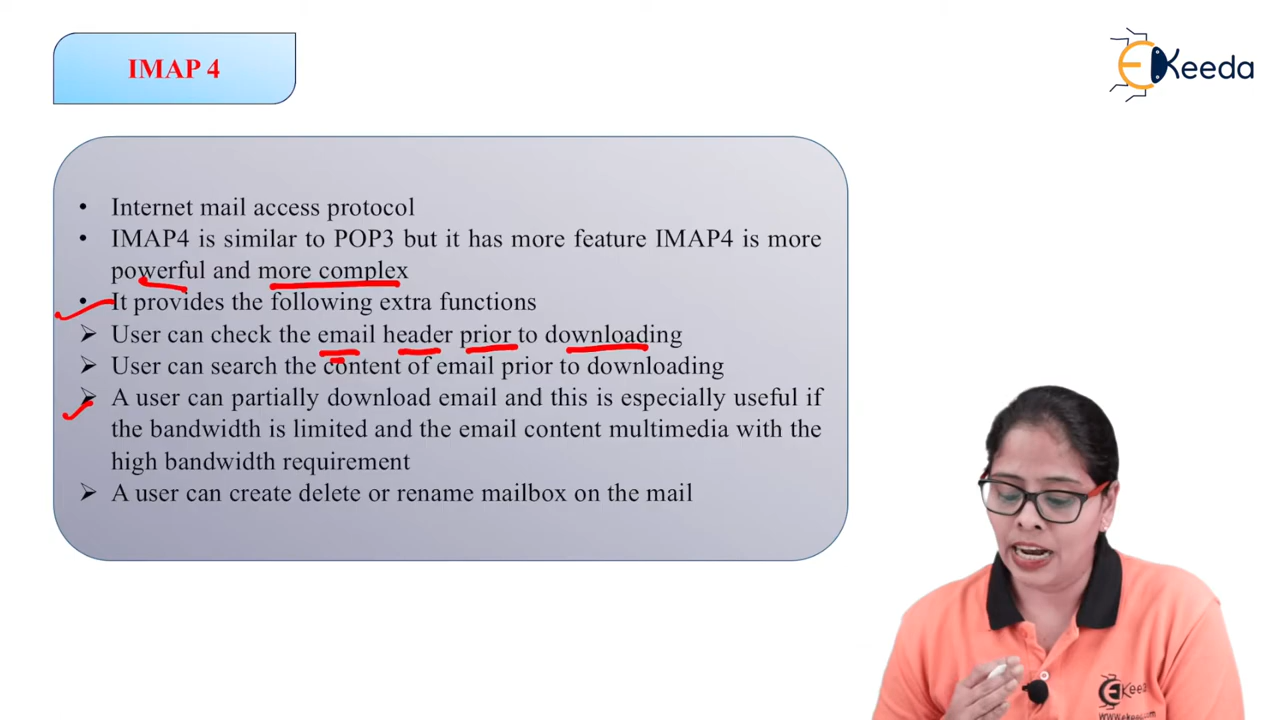 IMAP 4
EKeeda
• Internet mail access protocol
• IMAP4 is similar to POP3 but it has more feature IMAP4 is more
powerful and more complex
• It provides the following extra functions
➢ User can check the email header prior to downloading
➢ User can search the content of email prior to downloading
➢ A user can partially download email and this is especially useful if
the bandwidth is limited and the email content multimedia with the
high bandwidth requirement
➢ A user can create delete or rename mailbox on the mail
EKeeda
www.ekeeda.com